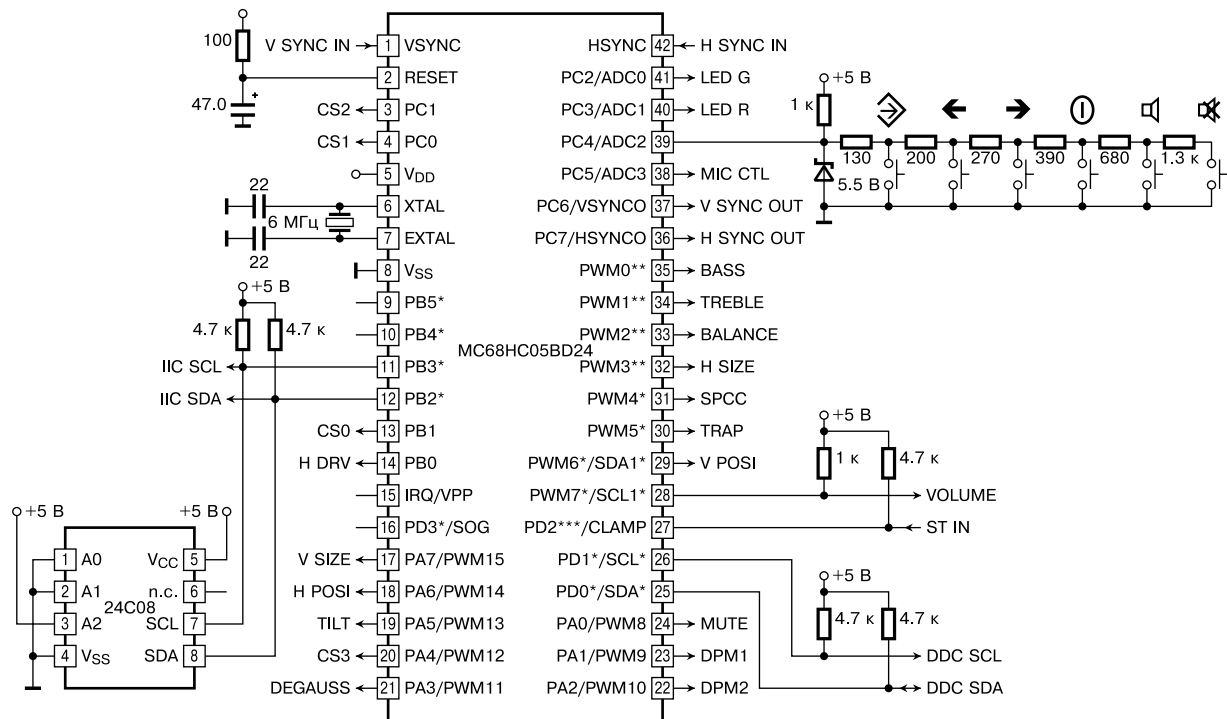 100
47.0
V SYNC IN
1 VSYNC
2 RESET
CS2
3 PC1
CS1
4 PC0
5 VDD
22
6 МГц
22
6 XTAL
7 EXTAL
8 VSS
+5 В
4.7 к
4.7 к
9 PB5*
10 PB4*
IIC SCL
11 PB3*
IIC SDA
12 PB2*
CS0
13 PB1
H DRV
14 PB0
15 IRQ/VPP
16 PD3*/SOG
V SIZE
17 PA7/PWM15
H POSI
18 PA6/PWM14
TILT
19 PA5/PWM13
CS3
20 PA4/PWM12
DEGAUSS
21 PA3/PWM11
MC68HC05BD24
HSYNC 42
H SYNC IN
PC2/ADC0 41
LED G
PC3/ADC1 40
LED R
PC4/ADC2 39
PC5/ADC3 38
MIC CTL
PC6/VSYNCO 37
V SYNC OUT
PC7/HSYNCO 36
H SYNC OUT
PWM0** 35
BASS
PWM1** 34
TREBLE
PWM2** 33
BALANCE
PWM3** 32
H SIZE
PWM4* 31
SPCC
PWM5* 30
TRAP
PWM6*/SDA1* 29
V POSI
PWM7*/SCL1* 28
VOLUME
PD2***/CLAMP 27
ST IN
PD1*/SCL* 26
PD0*/SDA* 25
PA0/PWM8 24
MUTE
PA1/PWM9 23
DPM1
PA2/PWM10 22
DPM2
+5 В
1 к
130
200
270
390
680
1.3 к
5.5 В
+5 В
1 к
4.7 к
+5 В
4.7 к
4.7 к
DDC SCL
DDC SDA
+5 В
+5 В
1 A0
2 A1
3 A2
4 VSS
24C08
VCC 5
n.c. 6
SCL 7
SDA 8